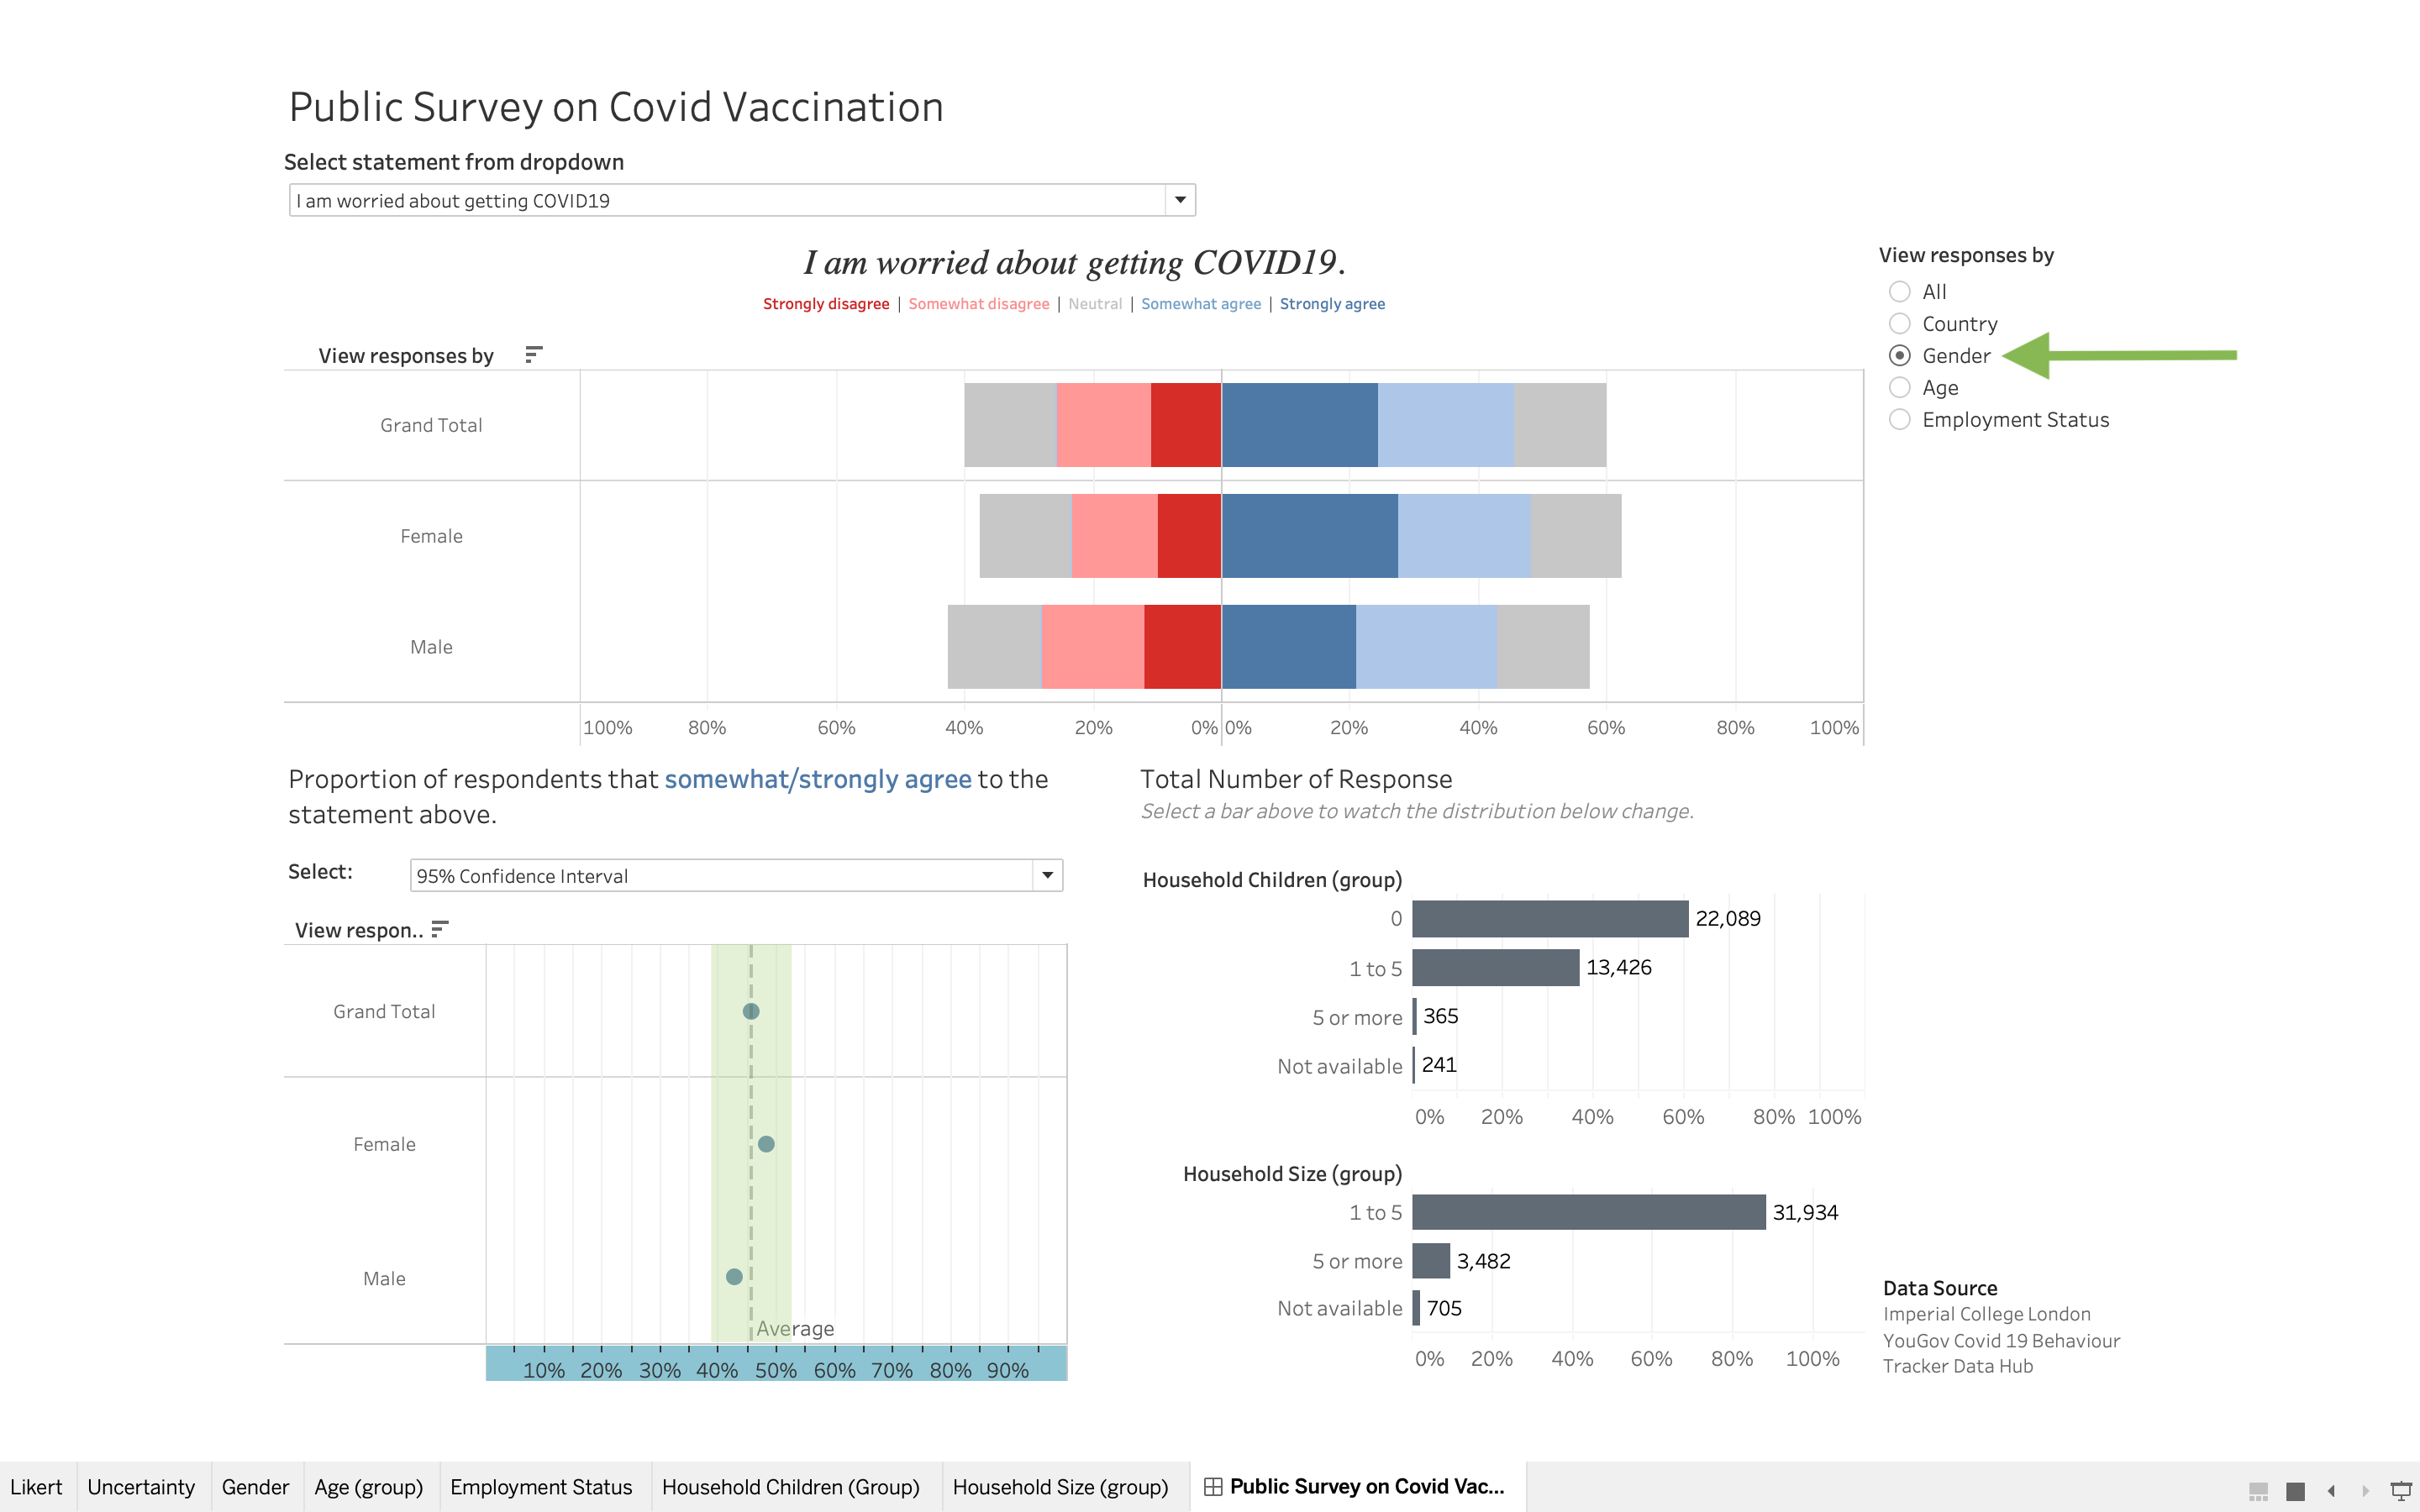 Public Survey on Covid Vaccination
Select statement from dropdown
I am worried about getting COVID19
I am worried about getting COVID19.
Strongly disagree | Somewhat disagree | Neutral | Somewhat agree | Strongly agree
View responses by
All
Country
Gender
Age
Employment Status
View responses by
Grand Total
Female
Male
100% 80% 60% 40% 20% 0% 0% 20% 40% 60% 80% 100%
Proportion of respondents that somewhat/strongly agree to the
statement above.
Select: 95% Confidence Interval
View respon..
Grand Total
Female
Male
Average
10% 20% 30% 40% 50% 60% 70% 80% 90%
Total Number of Response
Select a bar above to watch the distribution below change.
Household Children (group)
0 22,089
1 to 5 13,426
5 or more 365
Not available 241
0% 20% 40% 60% 80% 100%
Household Size (group)
1 to 5 31,934
5 or more 3,482
Not available 705
0% 20% 40% 60% 80% 100%
Data Source
Imperial College London
YouGov Covid 19 Behaviour
Tracker Data Hub
Likert Uncertainty Gender Age (group) Employment Status Household Children (Group) Household Size (group) Public Survey on Covid Vac...